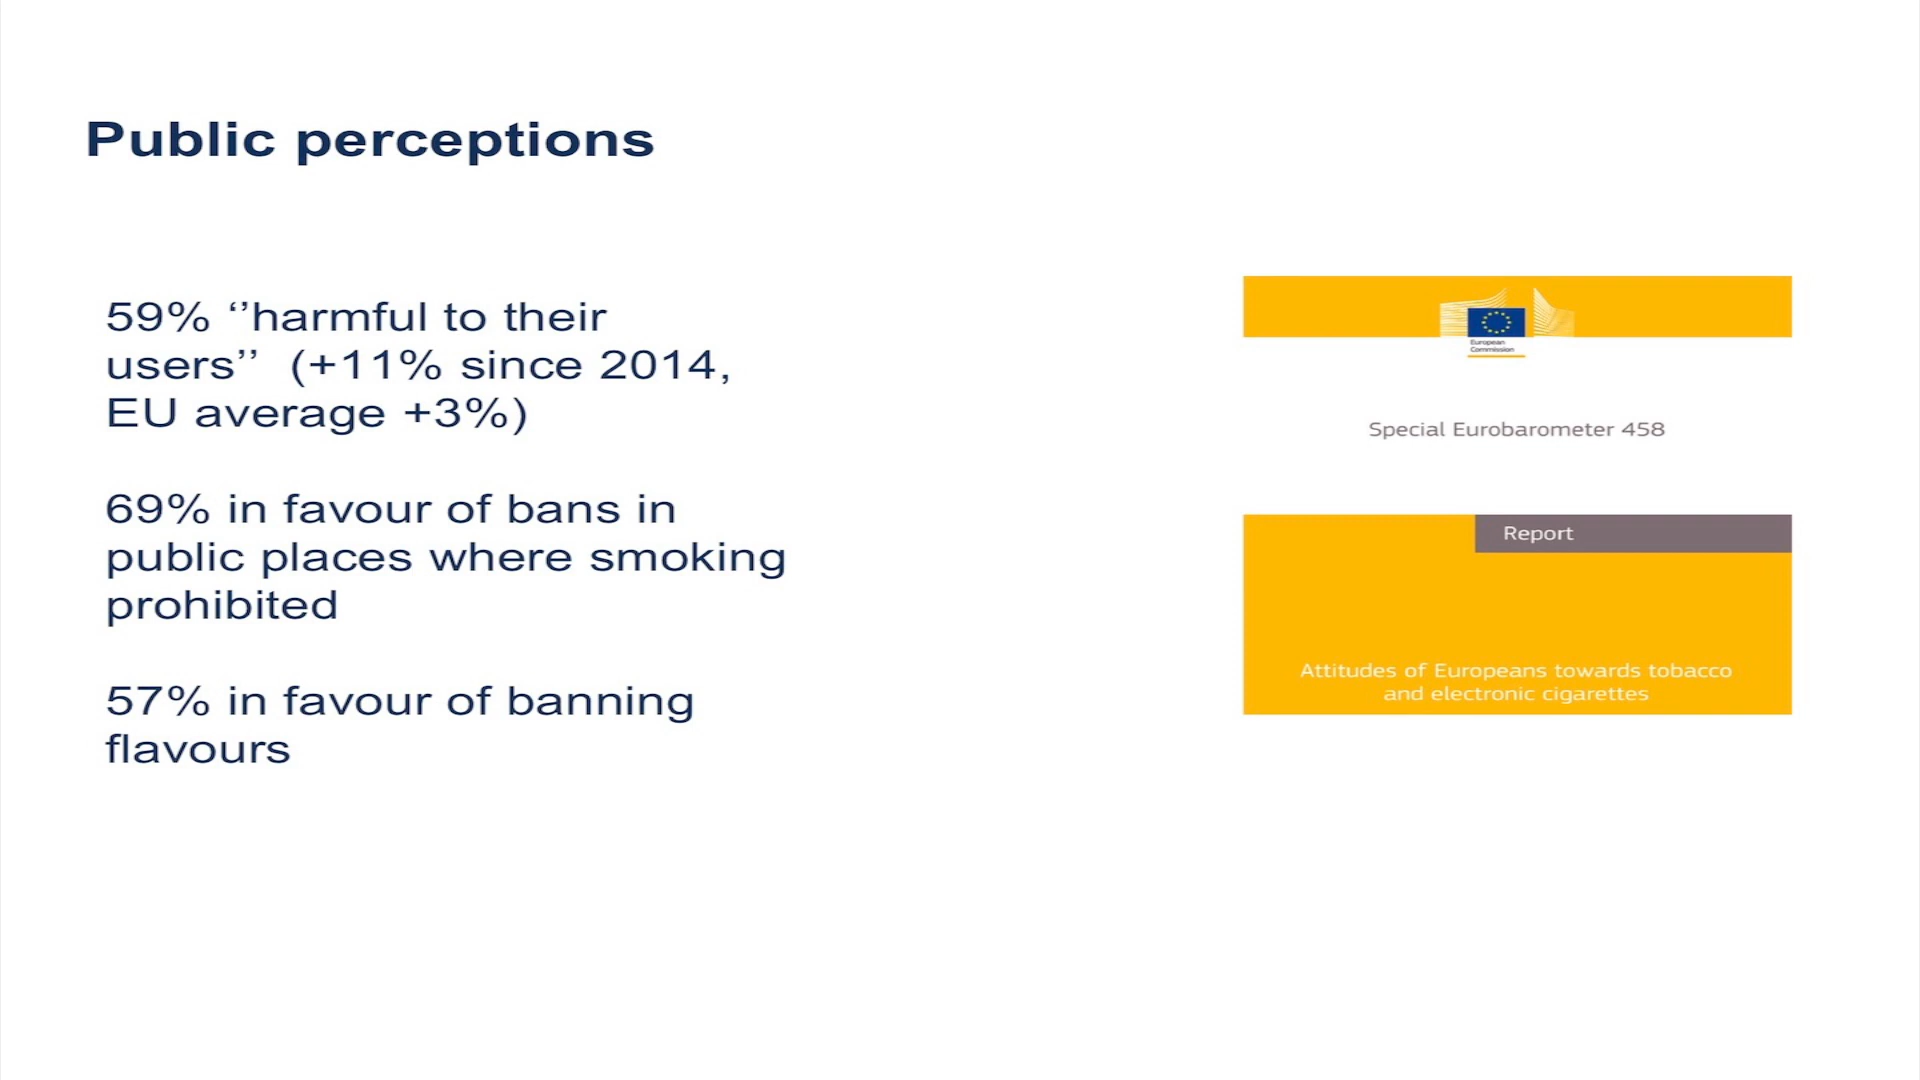 Public perceptions
59% ‘’harmful to their
users’’  (+11% since 2014,
EU average +3%)
69% in favour of bans in
public places where smoking
prohibited
57% in favour of banning
flavours
European
Commission
Special Eurobarometer 458
Report
Attitudes of Europeans towards tobacco
and electronic cigarettes